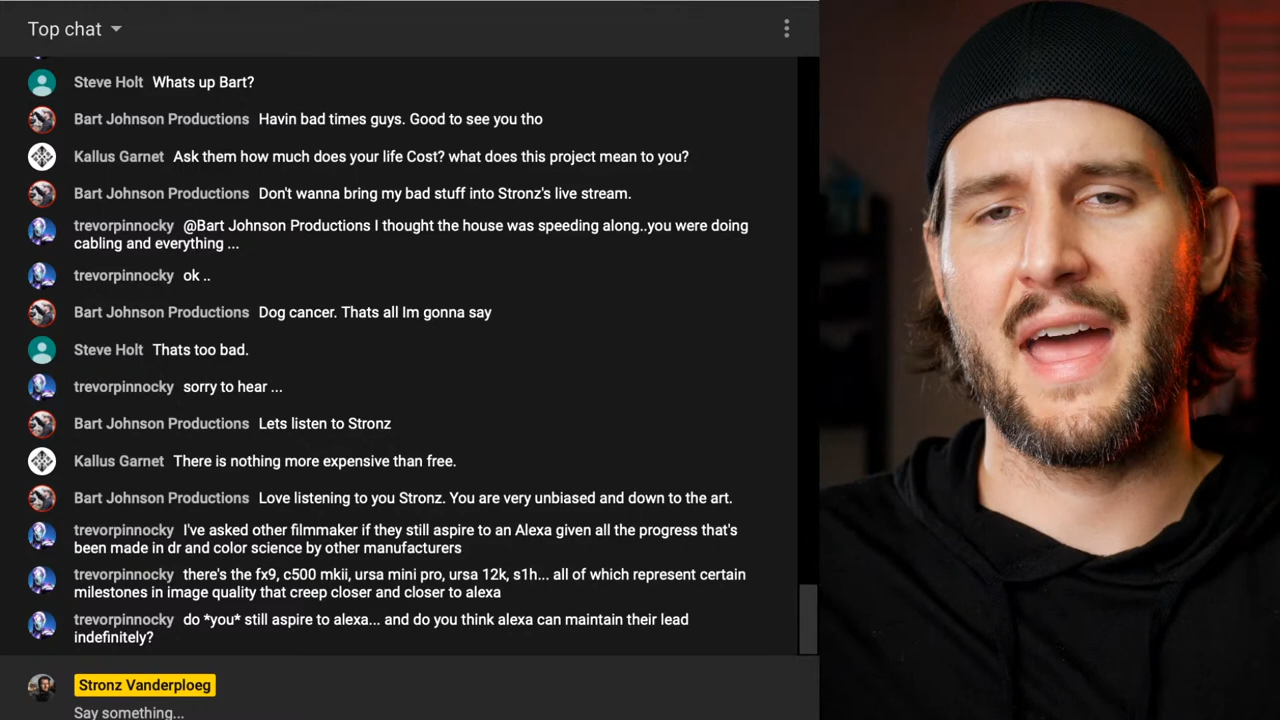 Top chat
Steve Holt Whats up Bart?
Bart Johnson Productions Havin bad times guys. Good to see you tho
Kallus Garnet Ask them how much does your life Cost? what does this project mean to you?
Bart Johnson Productions Don't wanna bring my bad stuff into Stronz's live stream.
trevorpinnocky @Bart Johnson Productions I thought the house was speeding along..you were doing
cabling and everything ...
trevorpinnocky ok ..
Bart Johnson Productions Dog cancer. Thats all Im gonna say
Steve Holt Thats too bad.
trevorpinnocky sorry to hear ...
Bart Johnson Productions Lets listen to Stronz
Kallus Garnet There is nothing more expensive than free.
Bart Johnson Productions Love listening to you Stronz. You are very unbiased and down to the art.
trevorpinnocky I've asked other filmmaker if they still aspire to an Alexa given all the progress that's
been made in dr and color science by other manufacturers
trevorpinnocky there's the fx9, c500 mkii, ursa mini pro, ursa 12k, s1h... all of which represent certain
milestones in image quality that creep closer and closer to alexa
trevorpinnocky do *you* still aspire to alexa... and do you think alexa can maintain their lead
indefinitely?
Stronz Vanderploeg
Say something...